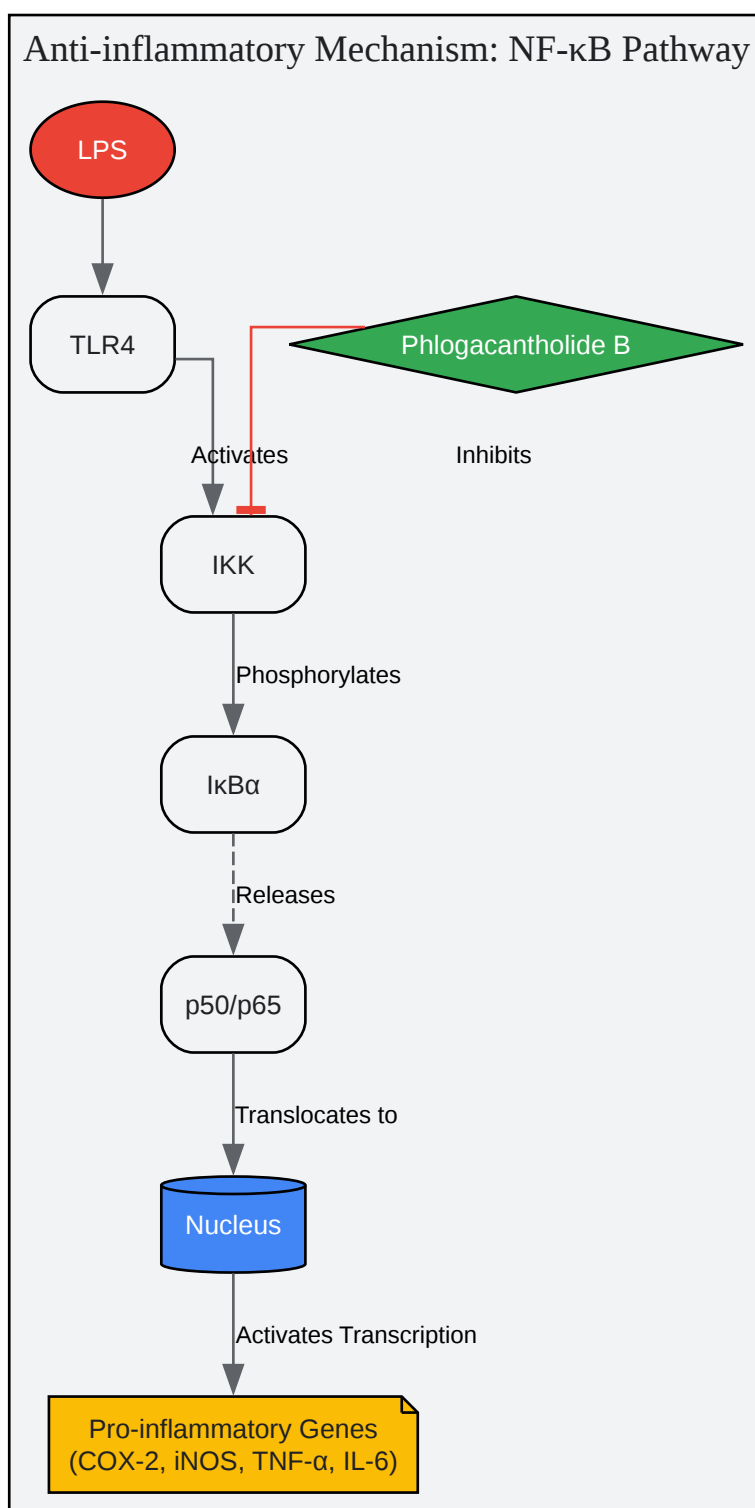 Anti-inflammatory Mechanism: NF-κB Pathway
LPS
TLR4
Phlogacantholide B
Activates
Inhibits
IKK
Phosphorylates
IκBα
Releases
p50/p65
Translocates to
Nucleus
Activates Transcription
Pro-inflammatory Genes
(COX-2, iNOS, TNF-α, IL-6)